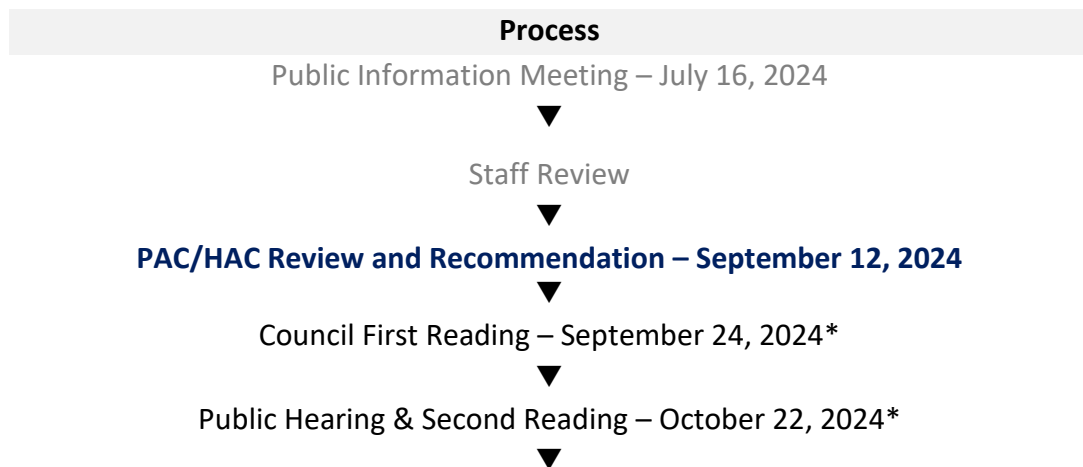 Process
Public Information Meeting – July 16, 2024
Staff Review
PAC/HAC Review and Recommendation – September 12, 2024
Council First Reading – September 24, 2024*
Public Hearing & Second Reading – October 22, 2024*